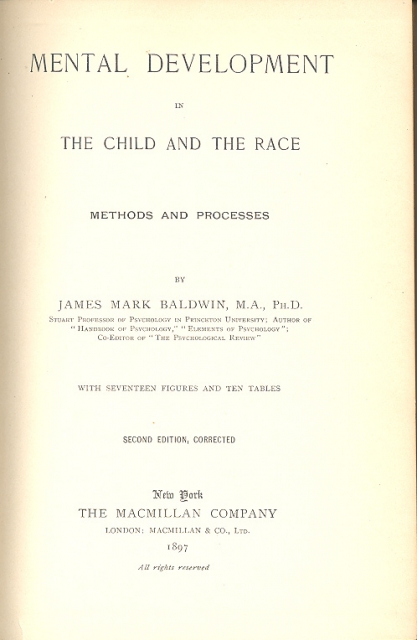 MENTAL DEVELOPMENT
IN
THE CHILD AND THE RACE
METHODS AND PROCESSES
BY
JAMES MARK BALDWIN, M.A., PH.D.
STUART PROFESSOR OF PSYCHOLOGY IN PRINCETON UNIVERSITY; AUTHOR OF
"HANDBOOK OF PSYCHOLOGY," "ELEMENTS OF PSYCHOLOGY";
CO-EDITOR OF "THE PSYCHOLOGICAL REVIEW"
WITH SEVENTEEN FIGURES AND TEN TABLES
SECOND EDITION, CORRECTED
New York
THE MACMILLAN COMPANY
LONDON: MACMILLAN & CO., LTD.
1897
All rights reserved